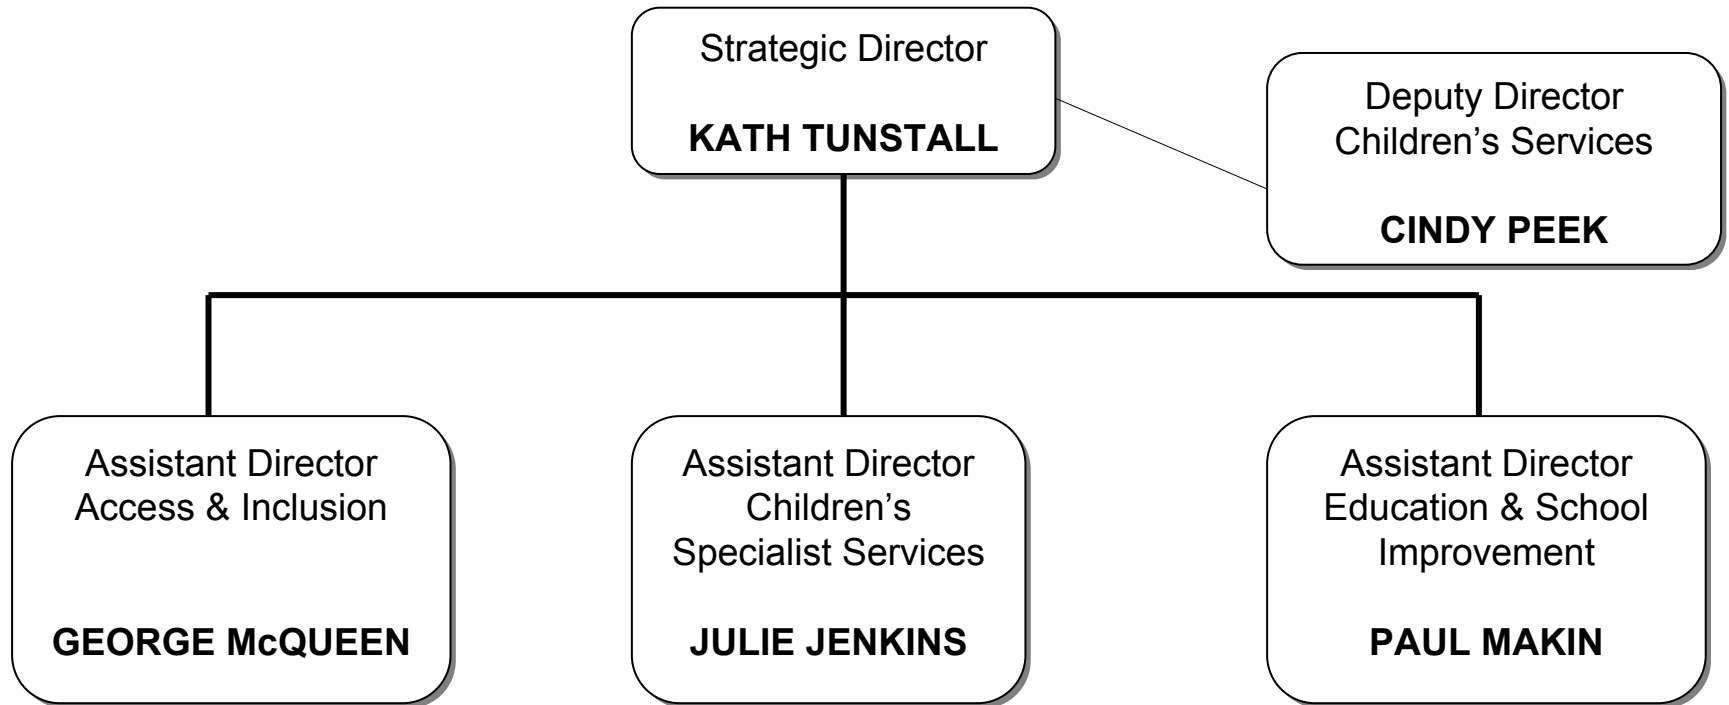 Strategic Director
KATH TUNSTALL
Deputy Director
Children’s Services
CINDY PEEK
Assistant Director
Access & Inclusion
GEORGE McQUEEN
Assistant Director
Children’s
Specialist Services
JULIE JENKINS
Assistant Director
Education & School
Improvement
PAUL MAKIN